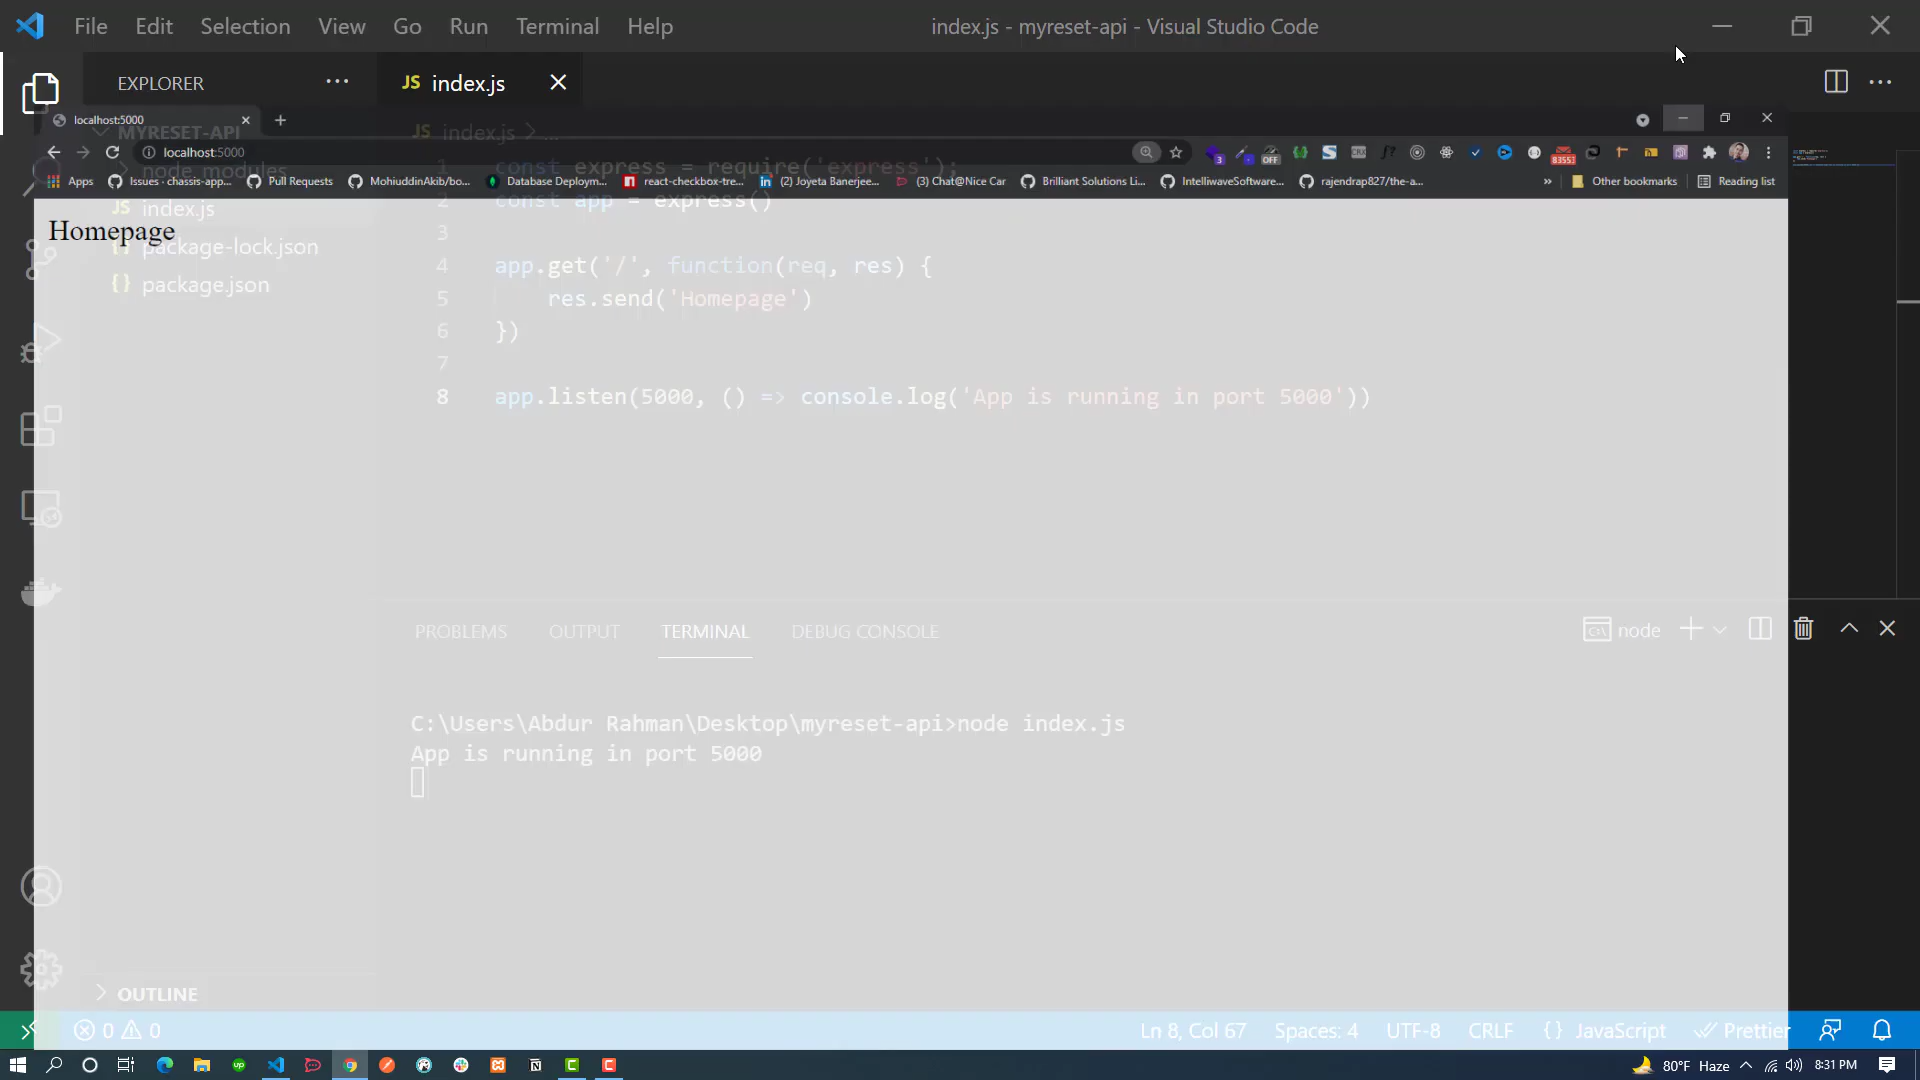 File Edit Selection View Go Run Terminal Help
index.js - myreset-api - Visual Studio Code
EXPLORER
JS index.js
localhost:5000
MYRESET-API
JS index.js > ...
localhost:5000
OFF
3
83553
node_modules
Apps
Issues · chassis-app...
Pull Requests
MohiuddinAkib/bo...
Database Deploym...
react-checkbox-tre...
(2) Joyeta Banerjee...
(3) Chat@Nice Car
Brilliant Solutions Li...
IntelliwaveSoftware...
rajendrap827/the-a...
»
Other bookmarks
Reading list
Homepage
JS index.js
{} package-lock.json
{} package.json
1 const express = require('express');
2 const app = express()
3
4 app.get('/', function(req, res) {
5 res.send('Homepage')
6 })
7
8 app.listen(5000, () => console.log('App is running in port 5000'))
PROBLEMS OUTPUT TERMINAL DEBUG CONSOLE
node
C:\Users\Abdur Rahman\Desktop\myreset-api>node index.js
App is running in port 5000
OUTLINE
0 0
Ln 8, Col 67 Spaces: 4 UTF-8 CRLF {} JavaScript Prettier
80°F Haze
8:31 PM